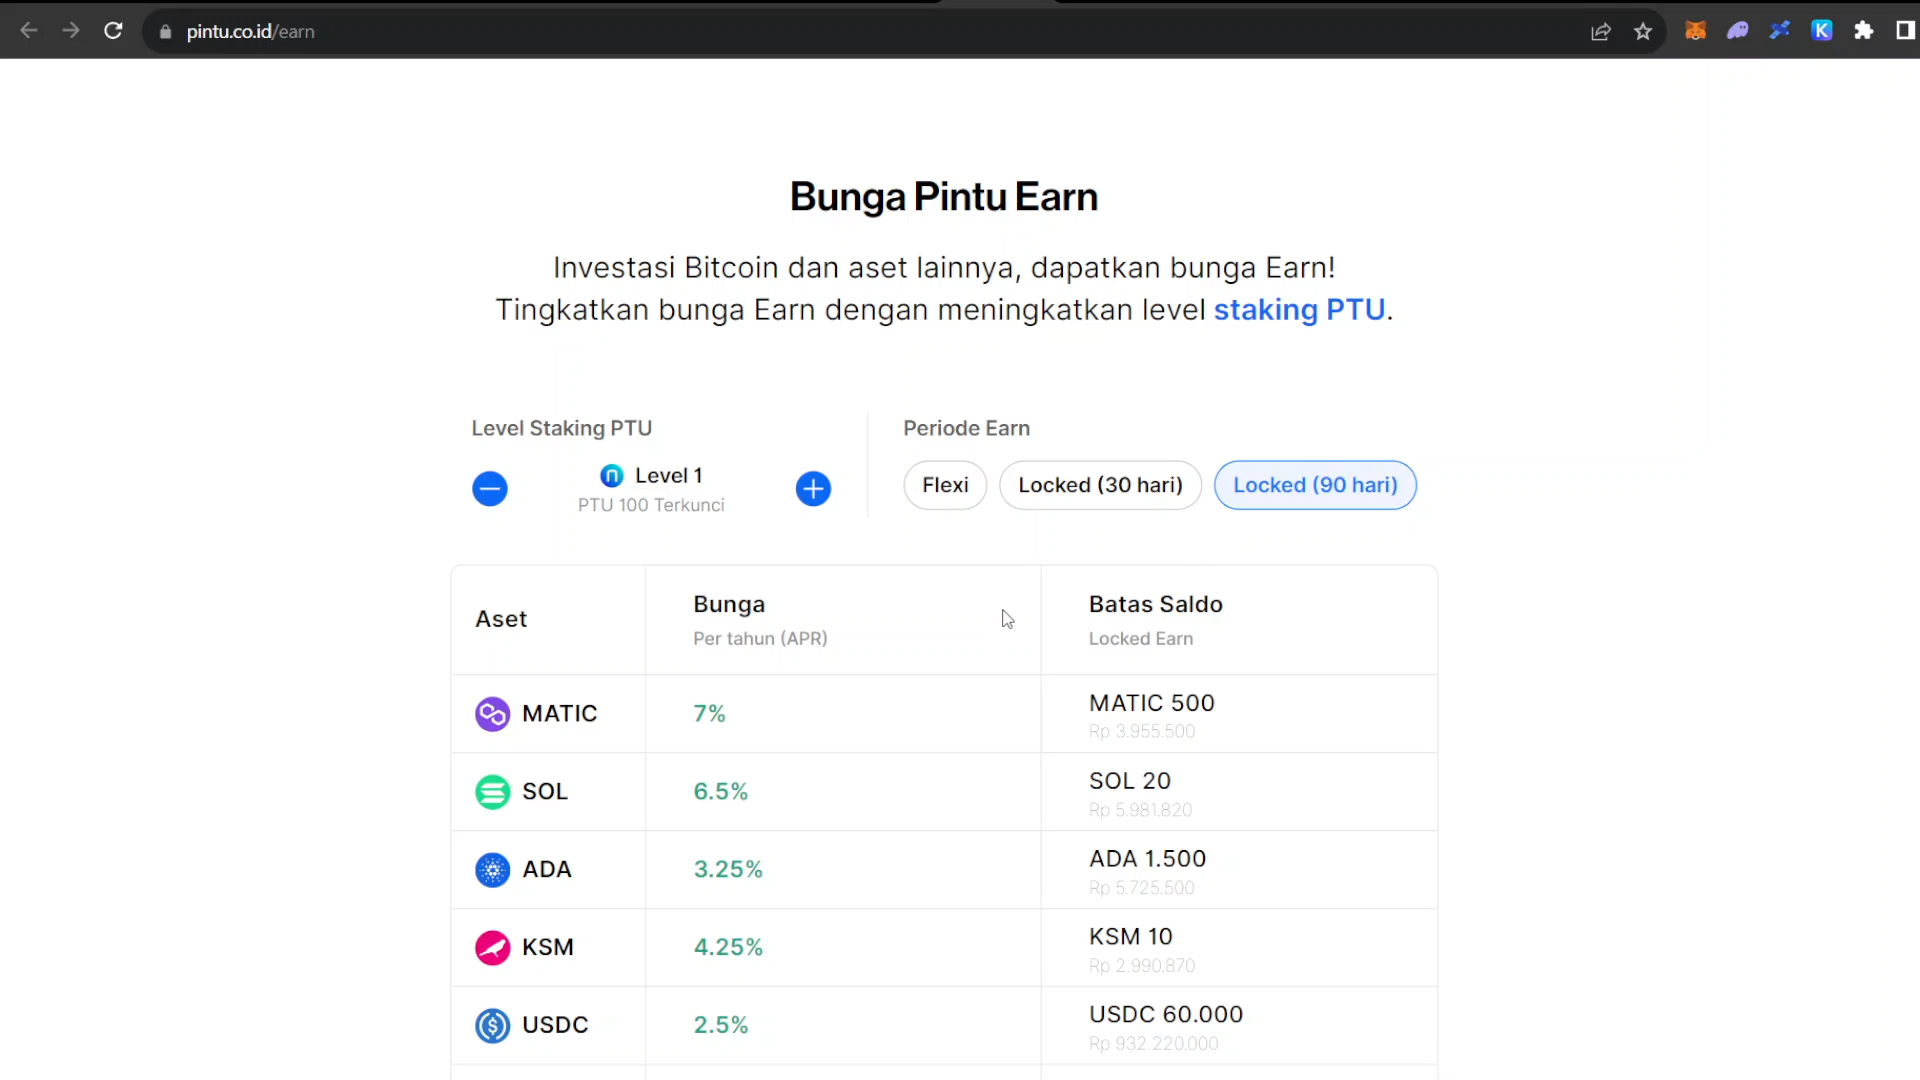 pintu.co.id/earn
K
Bunga Pintu Earn
Investasi Bitcoin dan aset lainnya, dapatkan bunga Earn!
Tingkatkan bunga Earn dengan meningkatkan level staking PTU.
Level Staking PTU
Level 1
PTU 100 Terkunci
Periode Earn
Flexi
Locked (30 hari)
Locked (90 hari)
Aset
Bunga
Per tahun (APR)
Batas Saldo
Locked Earn
MATIC
7%
MATIC 500
Rp 3.955.500
SOL
6.5%
SOL 20
Rp 5.981.820
ADA
3.25%
ADA 1.500
Rp 5.725.500
KSM
4.25%
KSM 10
Rp 2.990.870
USDC
2.5%
USDC 60.000
Rp 932.220.000